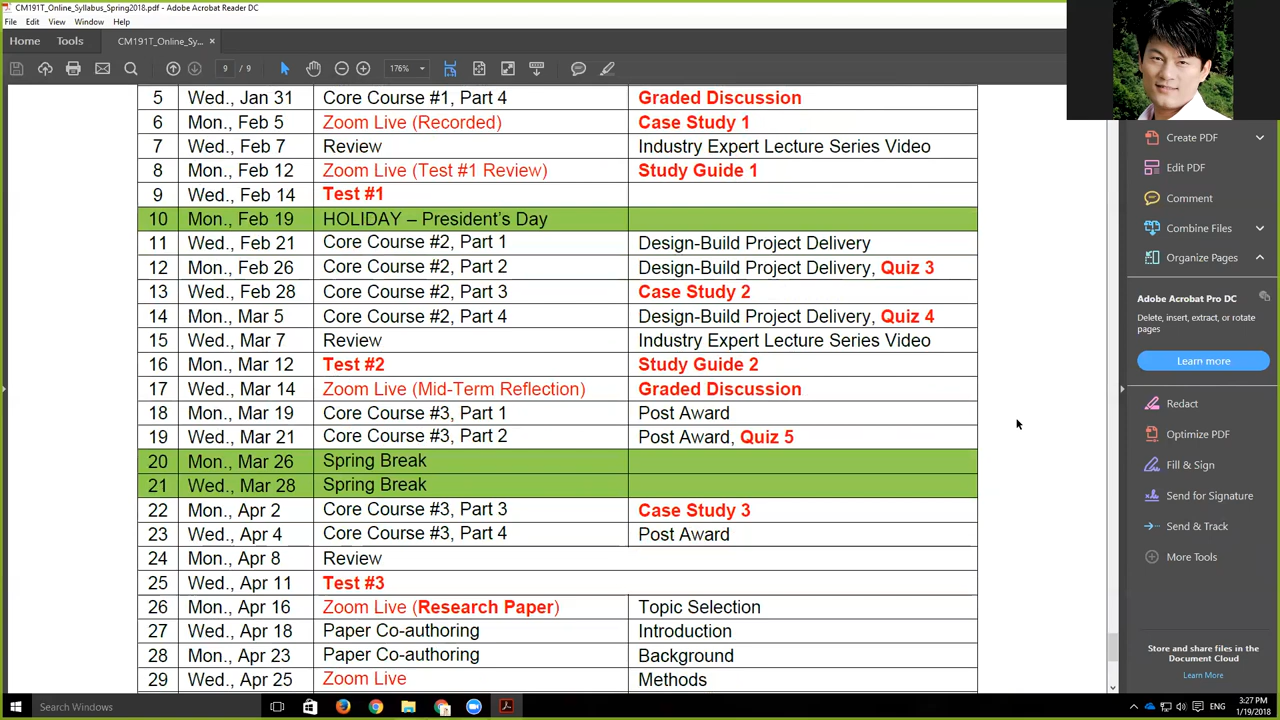 CM191T_Online_Syllabus_Spring2018.pdf - Adobe Acrobat Reader DC
File Edit View Window Help
Home Tools CM191T_Online_Sy... ×
9 / 9 176%
5 Wed., Jan 31 Core Course #1, Part 4 Graded Discussion
6 Mon., Feb 5 Zoom Live (Recorded) Case Study 1
7 Wed., Feb 7 Review Industry Expert Lecture Series Video
8 Mon., Feb 12 Zoom Live (Test #1 Review) Study Guide 1
9 Wed., Feb 14 Test #1
10 Mon., Feb 19 HOLIDAY – President's Day
11 Wed., Feb 21 Core Course #2, Part 1 Design-Build Project Delivery
12 Mon., Feb 26 Core Course #2, Part 2 Design-Build Project Delivery, Quiz 3
13 Wed., Feb 28 Core Course #2, Part 3 Case Study 2
14 Mon., Mar 5 Core Course #2, Part 4 Design-Build Project Delivery, Quiz 4
15 Wed., Mar 7 Review Industry Expert Lecture Series Video
16 Mon., Mar 12 Test #2 Study Guide 2
17 Wed., Mar 14 Zoom Live (Mid-Term Reflection) Graded Discussion
18 Mon., Mar 19 Core Course #3, Part 1 Post Award
19 Wed., Mar 21 Core Course #3, Part 2 Post Award, Quiz 5
20 Mon., Mar 26 Spring Break
21 Wed., Mar 28 Spring Break
22 Mon., Apr 2 Core Course #3, Part 3 Case Study 3
23 Wed., Apr 4 Core Course #3, Part 4 Post Award
24 Mon., Apr 8 Review
25 Wed., Apr 11 Test #3
26 Mon., Apr 16 Zoom Live (Research Paper) Topic Selection
27 Wed., Apr 18 Paper Co-authoring Introduction
28 Mon., Apr 23 Paper Co-authoring Background
29 Wed., Apr 25 Zoom Live Methods
Create PDF
Edit PDF
Comment
Combine Files
Organize Pages
Adobe Acrobat Pro DC
Delete, insert, extract, or rotate
pages
Learn more
Redact
Optimize PDF
Fill & Sign
Send for Signature
Send & Track
More Tools
Store and share files in the
Document Cloud
Learn More
Search Windows
ENG
3:27 PM
1/19/2018